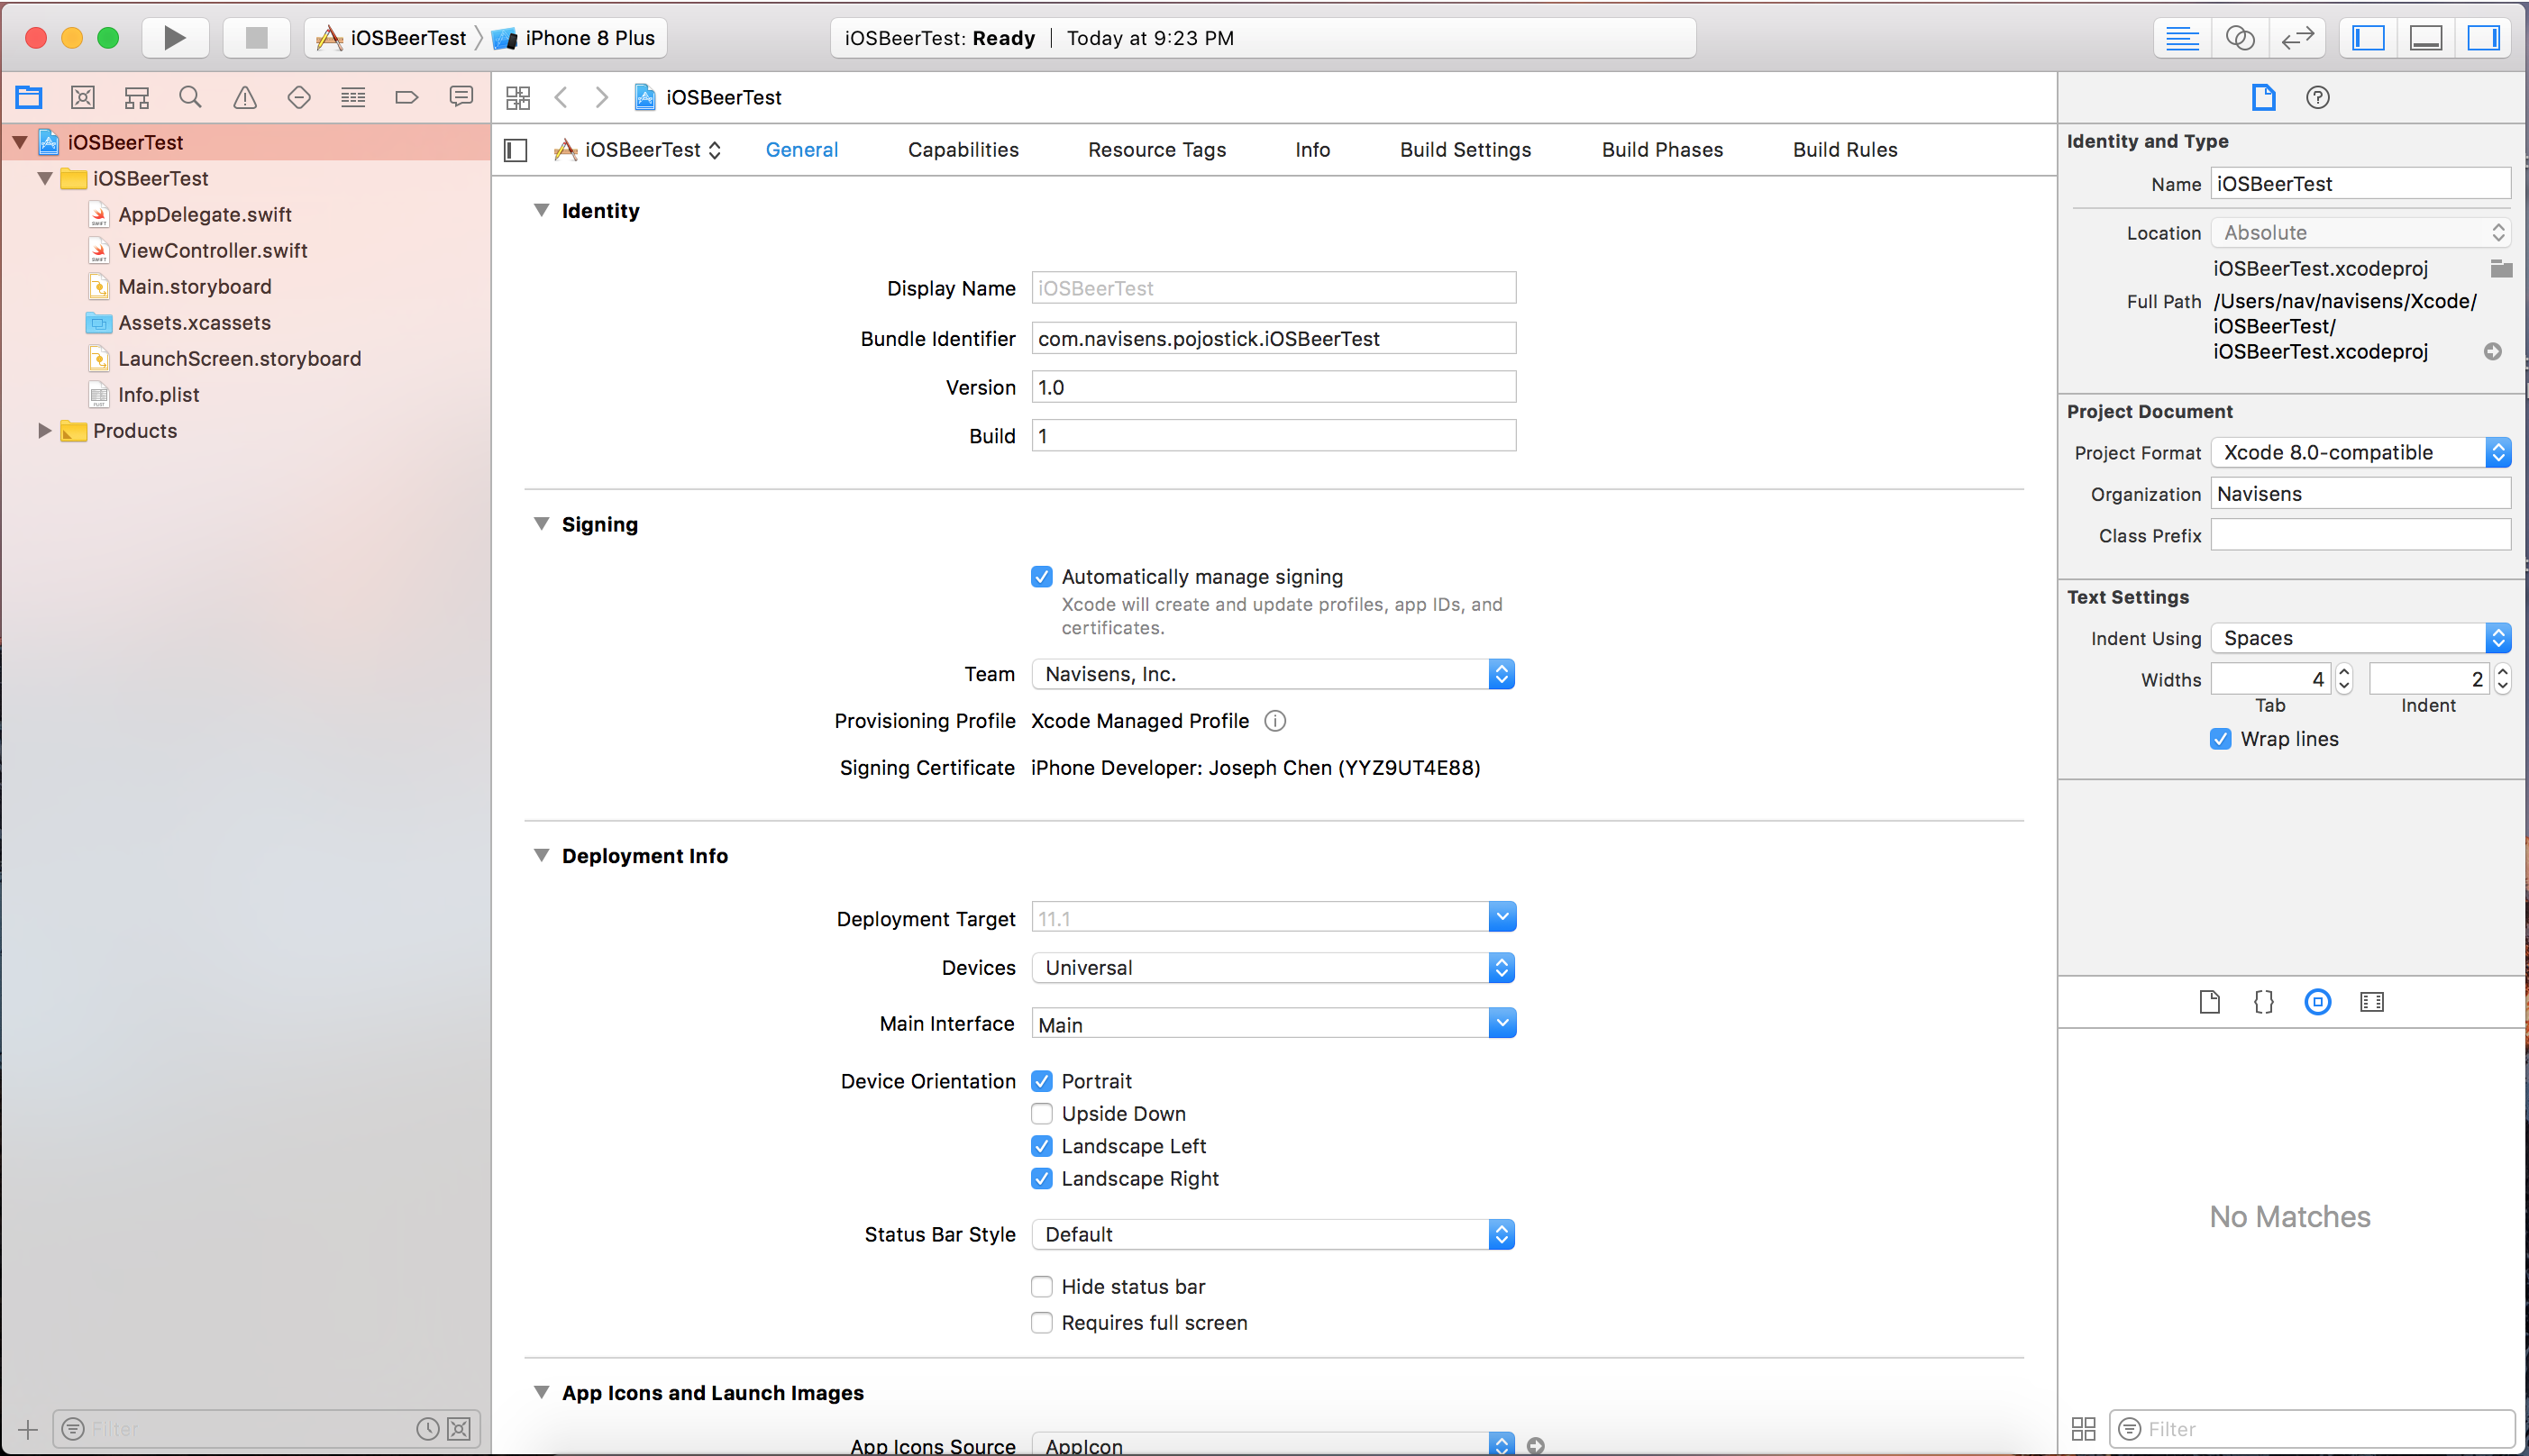 iOSBeerTest
iPhone 8 Plus
iOSBeerTest: Ready | Today at 9:23 PM
iOSBeerTest
iOSBeerTest
AppDelegate.swift
ViewController.swift
Main.storyboard
Assets.xcassets
LaunchScreen.storyboard
Info.plist
Products
Filter
iOSBeerTest
iOSBeerTest
General
Capabilities
Resource Tags
Info
Build Settings
Build Phases
Build Rules
Identity
Display Name iOSBeerTest
Bundle Identifier com.navisens.pojostick.iOSBeerTest
Version 1.0
Build 1
Signing
Automatically manage signing
Xcode will create and update profiles, app IDs, and
certificates.
Team Navisens, Inc.
Provisioning Profile Xcode Managed Profile
Signing Certificate iPhone Developer: Joseph Chen (YYZ9UT4E88)
Deployment Info
Deployment Target 11.1
Devices Universal
Main Interface Main
Device Orientation Portrait
Upside Down
Landscape Left
Landscape Right
Status Bar Style Default
Hide status bar
Requires full screen
App Icons and Launch Images
App Icons Source AppIcon
Identity and Type
Name iOSBeerTest
Location Absolute
iOSBeerTest.xcodeproj
Full Path /Users/nav/navisens/Xcode/
iOSBeerTest/
iOSBeerTest.xcodeproj
Project Document
Project Format Xcode 8.0-compatible
Organization Navisens
Class Prefix
Text Settings
Indent Using Spaces
Widths 4 2
Tab Indent
Wrap lines
No Matches
Filter